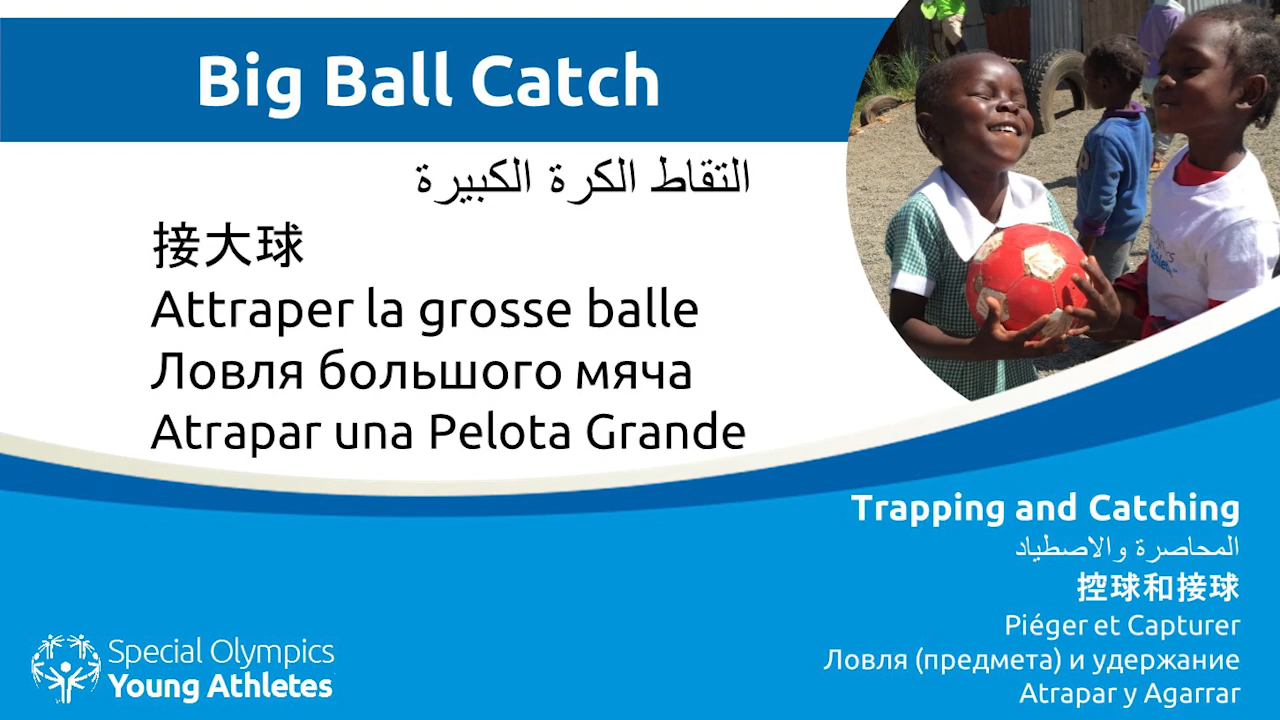 Big Ball Catch
التقاط الكرة الكبيرة
接大球
Attraper la grosse balle
Ловля большого мяча
Atrapar una Pelota Grande
Trapping and Catching
المحاصرة والاصطياد
控球和接球
Piéger et Capturer
Ловля (предмета) и удержание
Atrapar y Agarrar
Special Olympics
Young Athletes